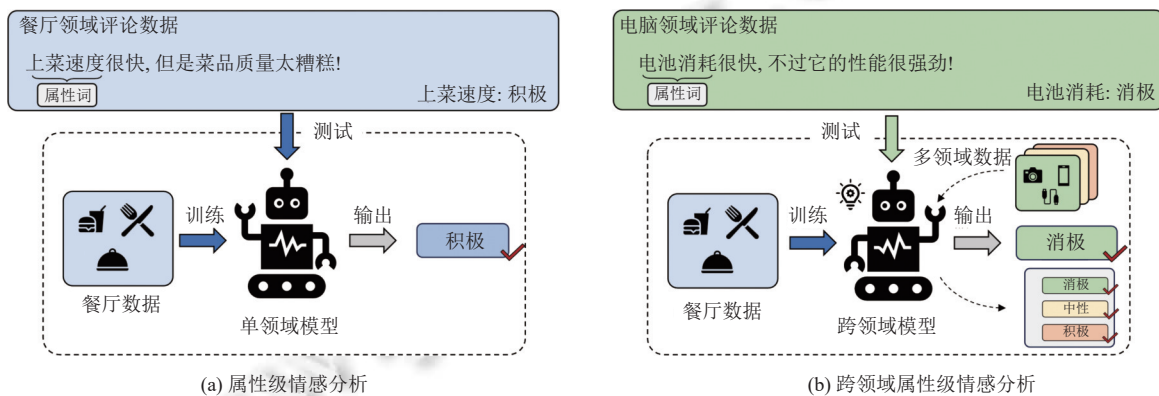 餐厅领域评论数据
上菜速度很快, 但是菜品质量太糟糕!
属性词
上菜速度: 积极
测试
训练
输出
积极
餐厅数据
单领域模型
(a) 属性级情感分析
电脑领域评论数据
电池消耗很快, 不过它的性能很强劲!
属性词
电池消耗: 消极
测试
多领域数据
训练
输出
消极
消极
中性
积极
餐厅数据
跨领域模型
(b) 跨领域属性级情感分析